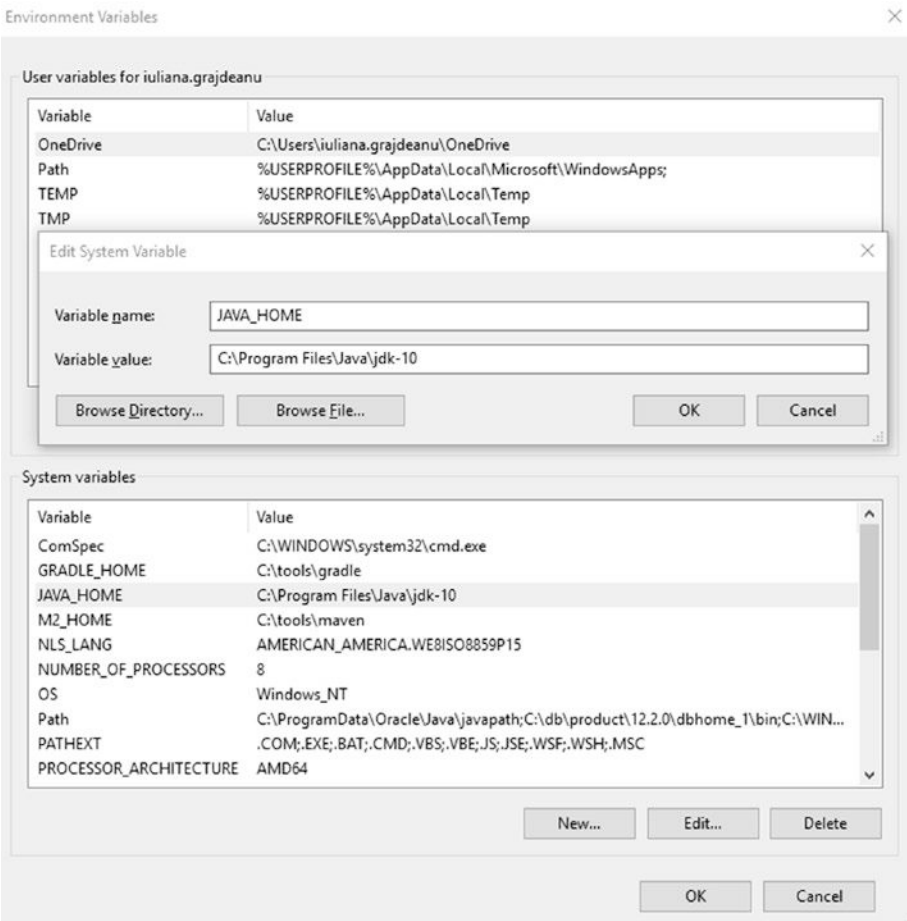 Environment Variables
User variables for iuliana.grajdeanu
Variable Value
OneDrive C:\Users\iuliana.grajdeanu\OneDrive
Path %USERPROFILE%\AppData\Local\Microsoft\WindowsApps;
TEMP %USERPROFILE%\AppData\Local\Temp
TMP %USERPROFILE%\AppData\Local\Temp
Edit System Variable
Variable name: JAVA_HOME
Variable value: C:\Program Files\Java\jdk-10
Browse Directory... Browse File... OK Cancel
System variables
Variable Value
ComSpec C:\WINDOWS\system32\cmd.exe
GRADLE_HOME C:\tools\gradle
JAVA_HOME C:\Program Files\Java\jdk-10
M2_HOME C:\tools\maven
NLS_LANG AMERICAN_AMERICA.WE8ISO8859P15
NUMBER_OF_PROCESSORS 8
OS Windows_NT
Path C:\ProgramData\Oracle\Java\javapath;C:\db\product\12.2.0\dbhome_1\bin;C:\WIN...
PATHEXT .COM;.EXE;.BAT;.CMD;.VBS;.VBE;.JS;.JSE;.WSF;.WSH;.MSC
PROCESSOR_ARCHITECTURE AMD64
New... Edit... Delete
OK Cancel